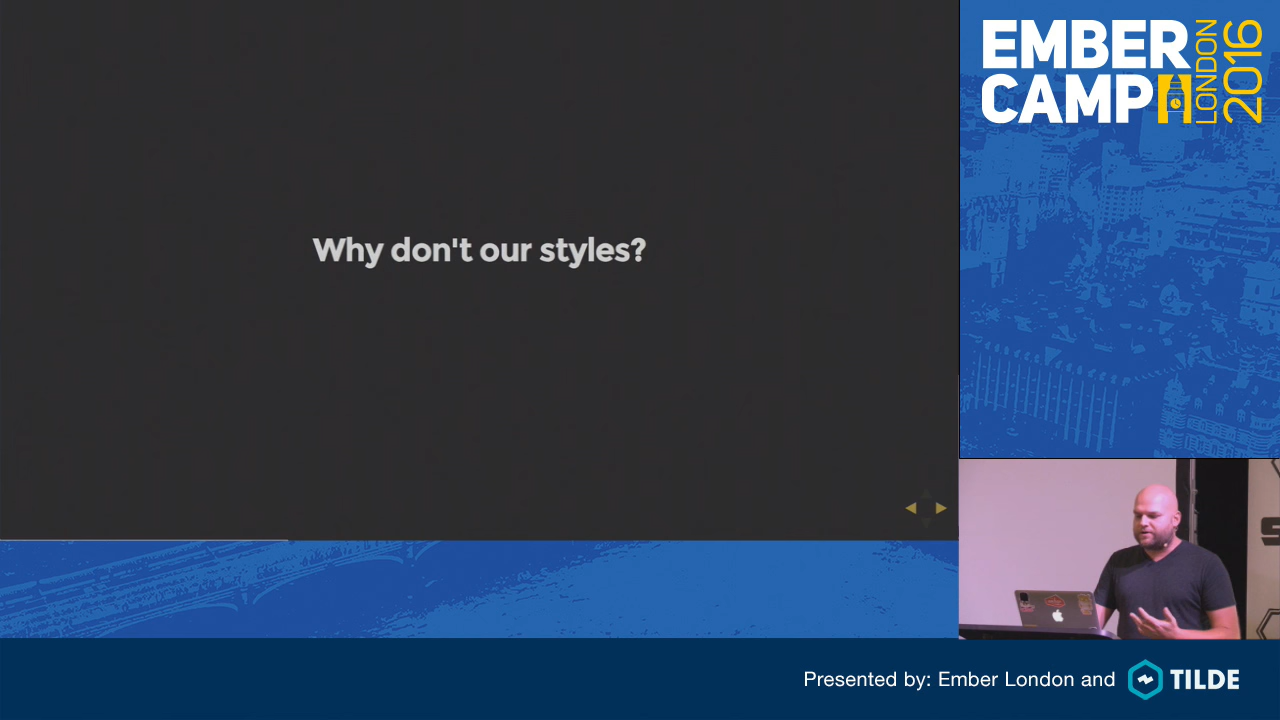 Why don't our styles?
EMBER
CAMP
LONDON
2016
Presented by: Ember London and
TILDE